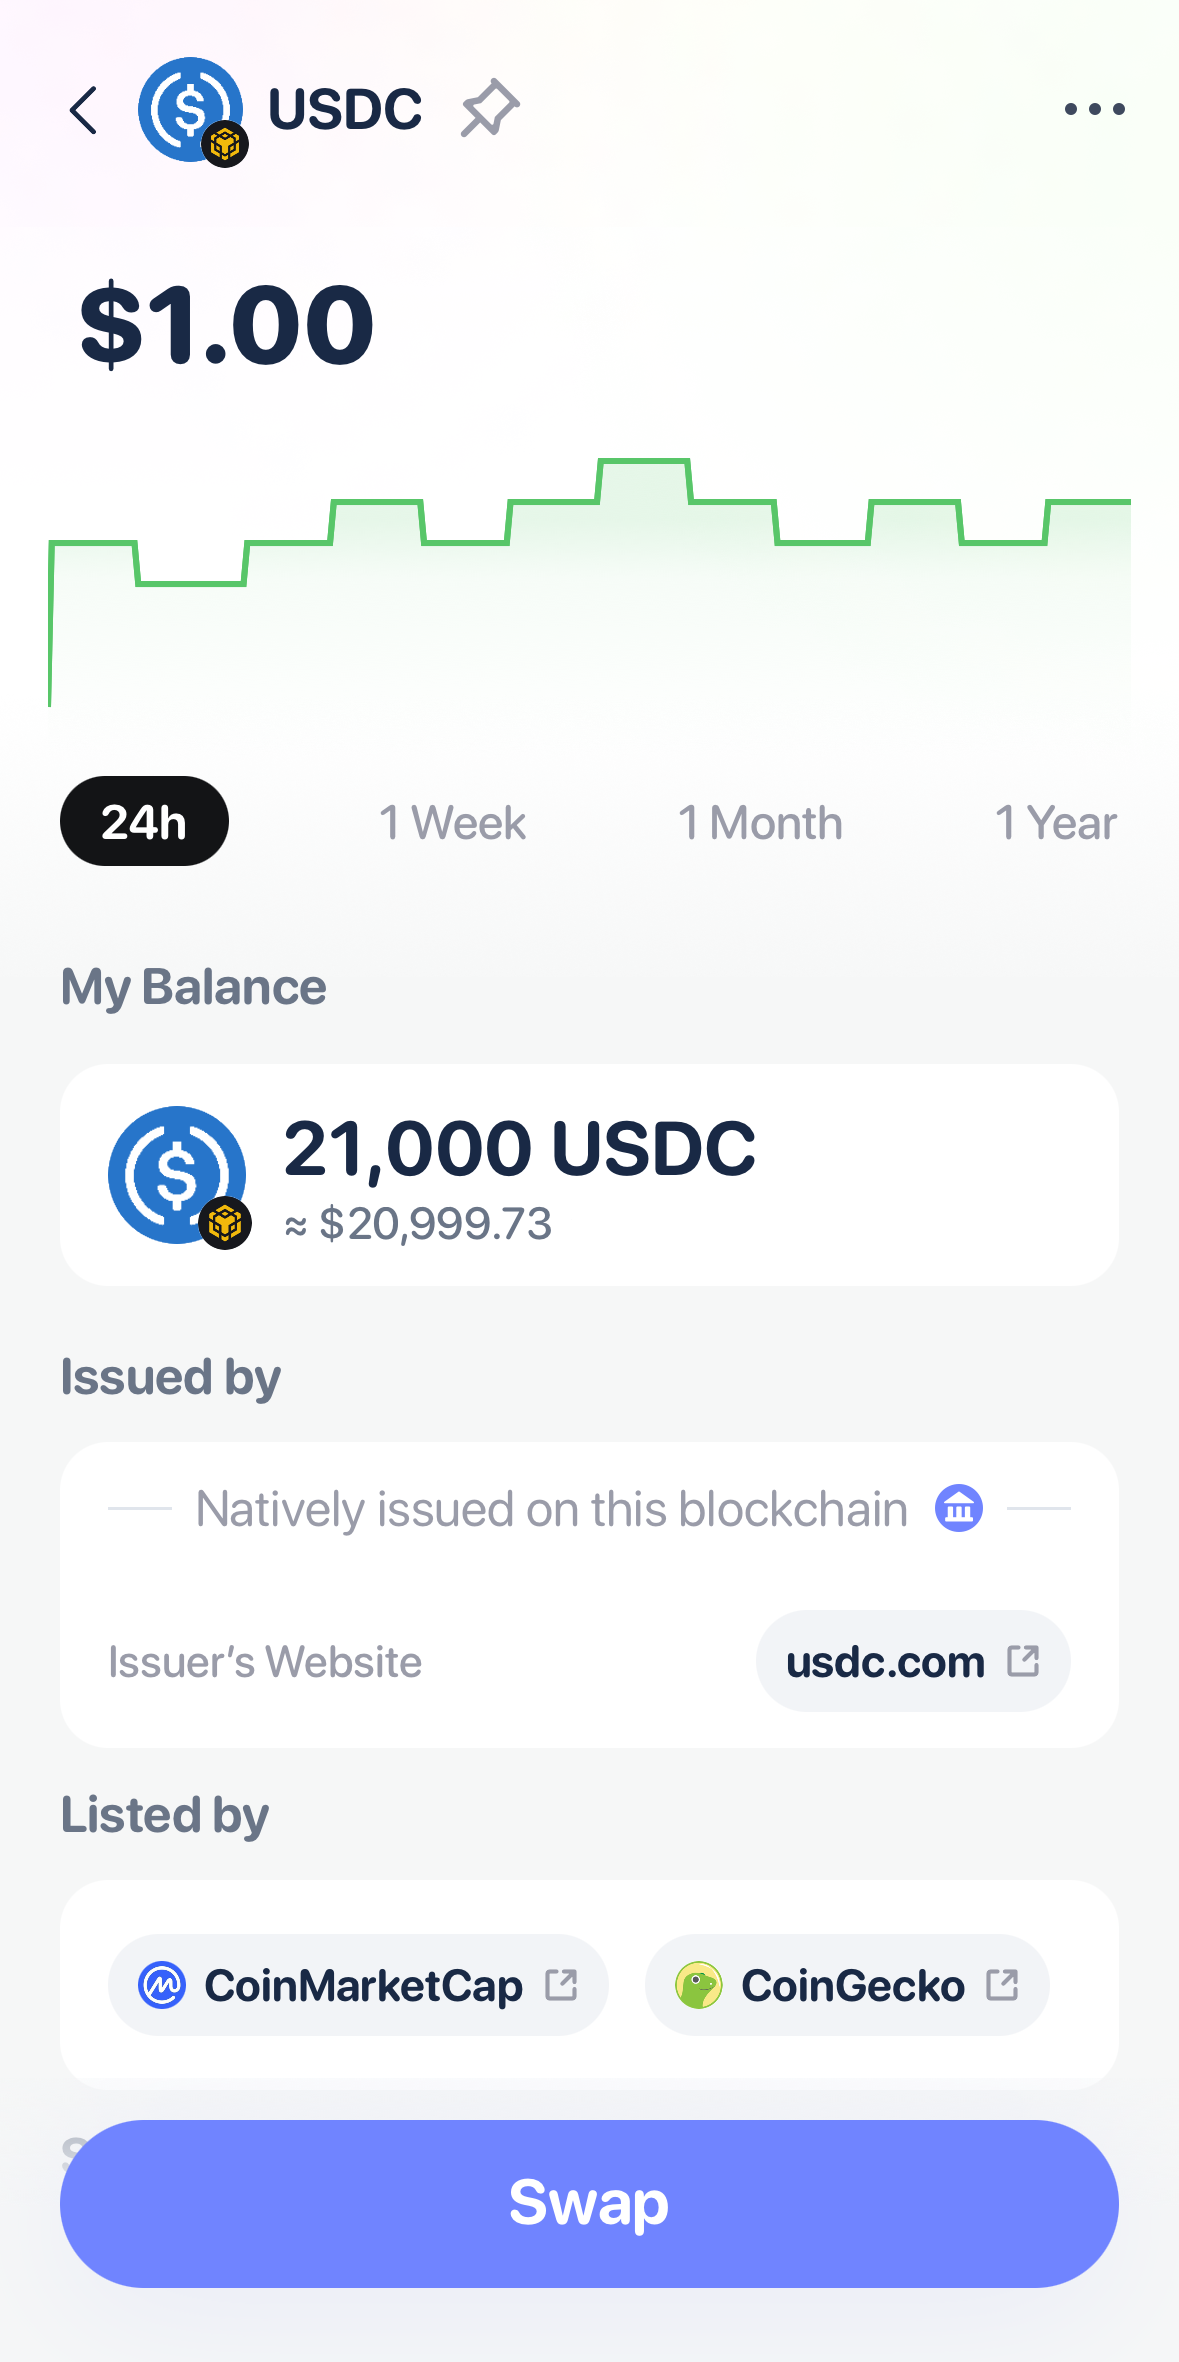 USDC
$1.00
24h 1 Week 1 Month 1 Year
My Balance
21,000 USDC
≈ $20,999.73
Issued by
Natively issued on this blockchain
Issuer's Website usdc.com
Listed by
CoinMarketCap CoinGecko
Swap